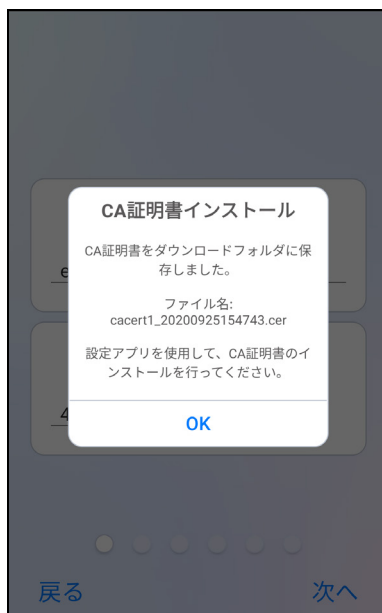 CA証明書インストール
CA証明書をダウンロードフォルダに保
存しました。
ファイル名:
cacert1_20200925154743.cer
設定アプリを使用して、CA証明書のイ
ンストールを行ってください。
OK
e
4
戻る
次へ